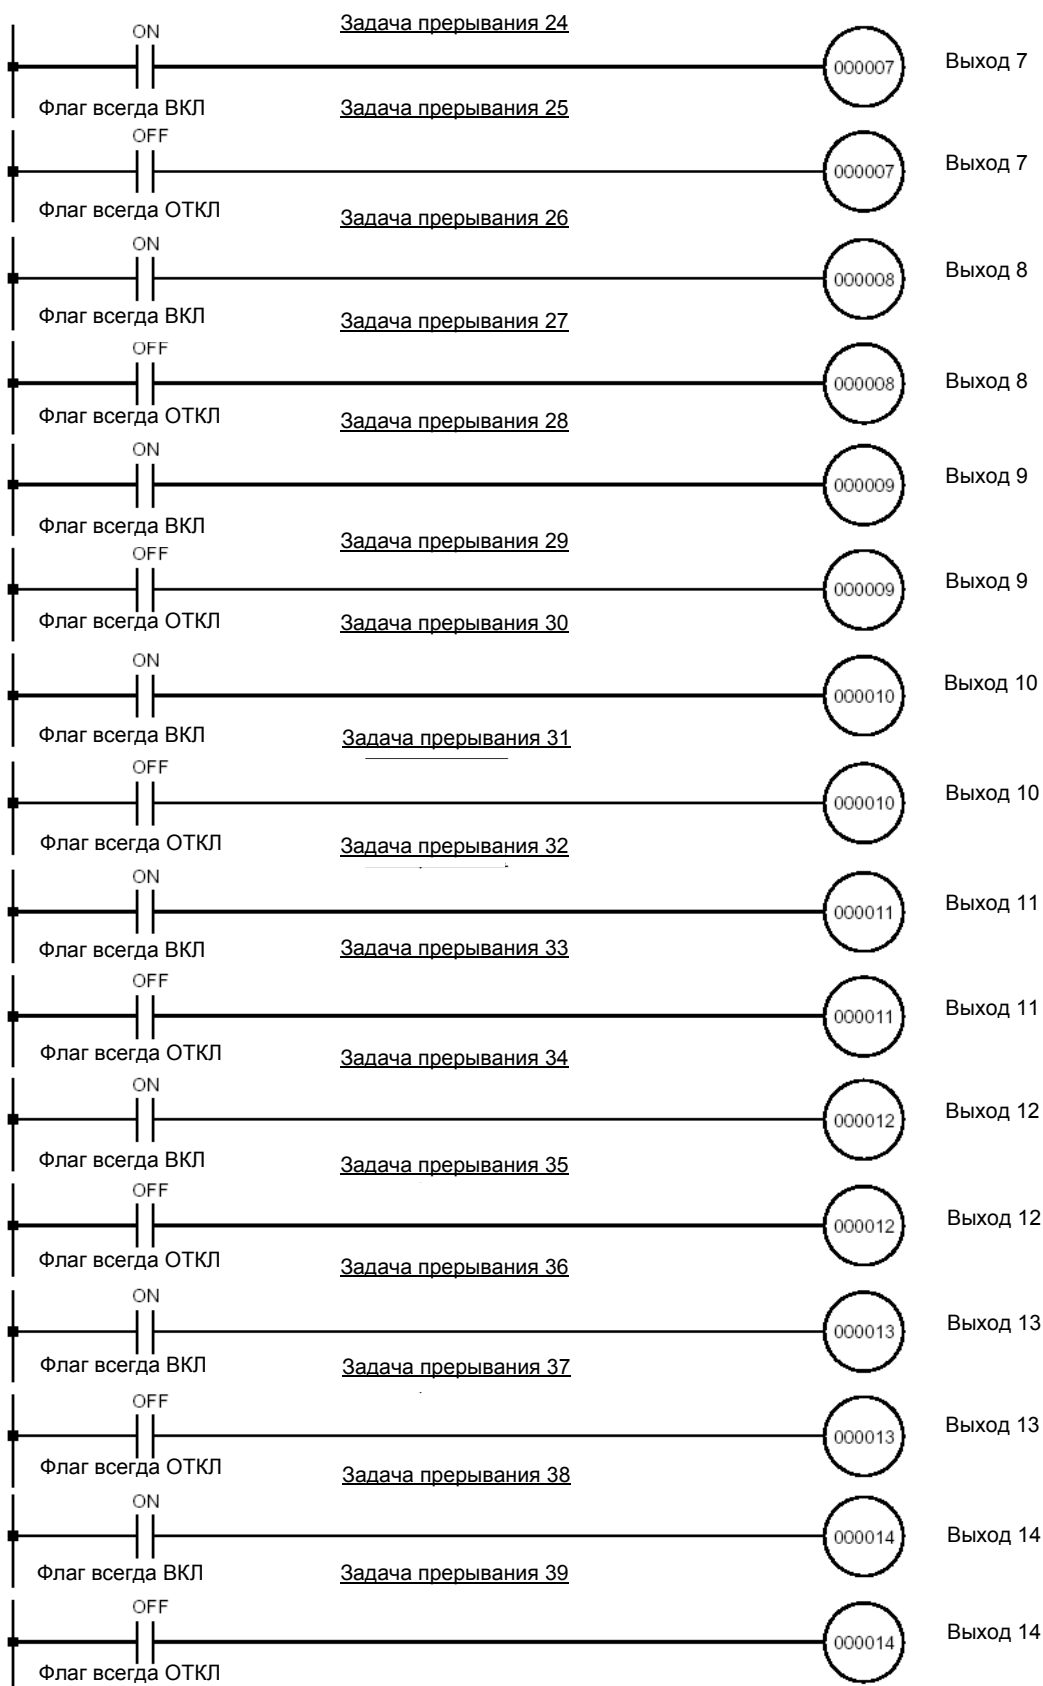 Задача прерывания 24
ON
000007 Выход 7
Флаг всегда ВКЛ
Задача прерывания 25
OFF
000007 Выход 7
Флаг всегда ОТКЛ
Задача прерывания 26
ON
000008 Выход 8
Флаг всегда ВКЛ
Задача прерывания 27
OFF
000008 Выход 8
Флаг всегда ОТКЛ
Задача прерывания 28
ON
000009 Выход 9
Флаг всегда ВКЛ
Задача прерывания 29
OFF
000009 Выход 9
Флаг всегда ОТКЛ
Задача прерывания 30
ON
000010 Выход 10
Флаг всегда ВКЛ
Задача прерывания 31
OFF
000010 Выход 10
Флаг всегда ОТКЛ
Задача прерывания 32
ON
000011 Выход 11
Флаг всегда ВКЛ
Задача прерывания 33
OFF
000011 Выход 11
Флаг всегда ОТКЛ
Задача прерывания 34
ON
000012 Выход 12
Флаг всегда ВКЛ
Задача прерывания 35
OFF
000012 Выход 12
Флаг всегда ОТКЛ
Задача прерывания 36
ON
000013 Выход 13
Флаг всегда ВКЛ
Задача прерывания 37
OFF
000013 Выход 13
Флаг всегда ОТКЛ
Задача прерывания 38
ON
000014 Выход 14
Флаг всегда ВКЛ
Задача прерывания 39
OFF
000014 Выход 14
Флаг всегда ОТКЛ